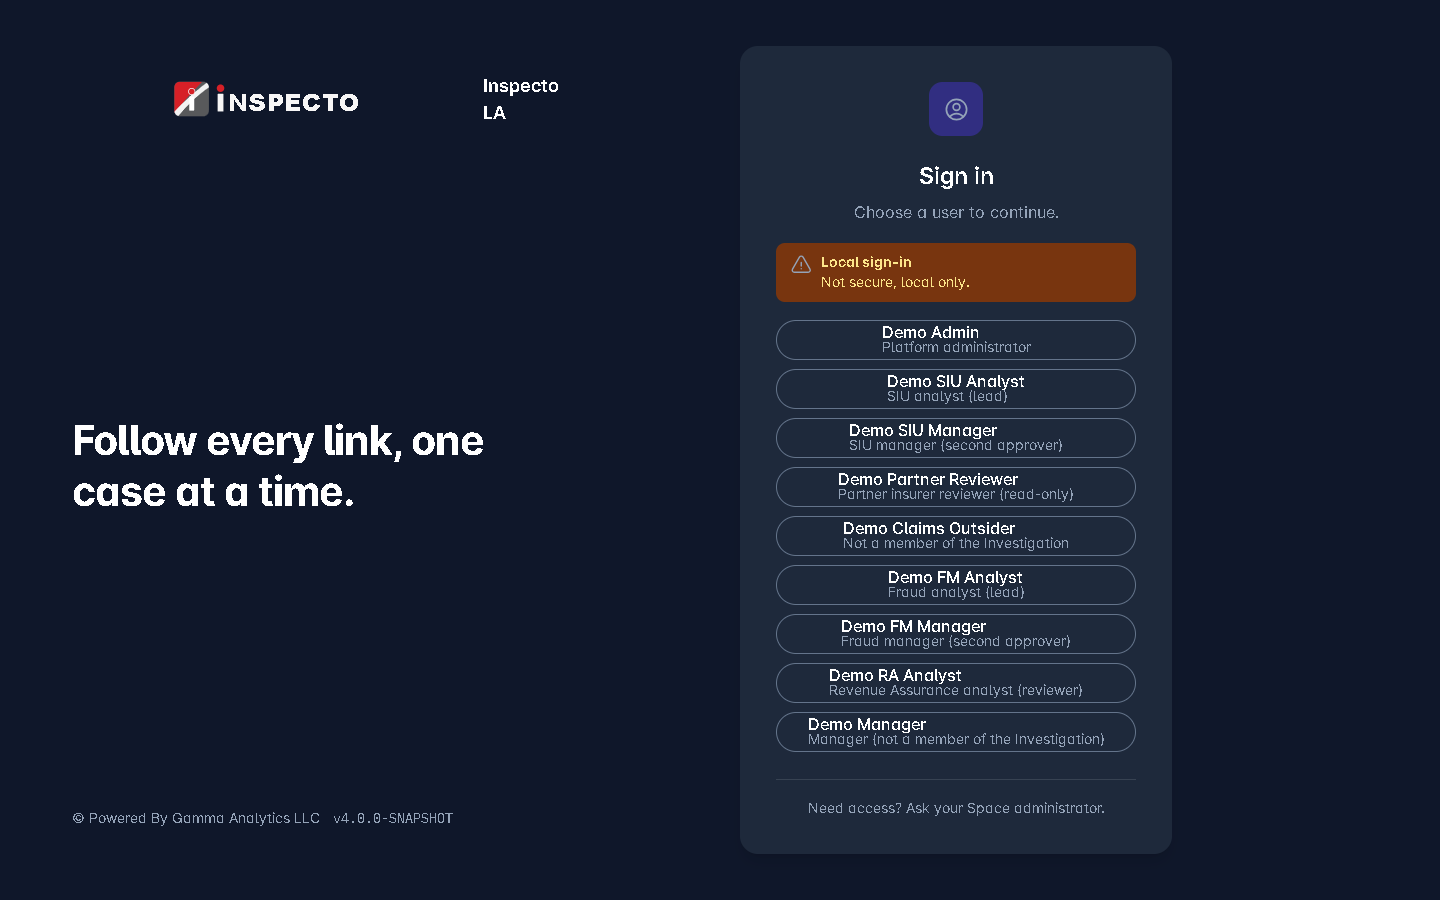 iNSPECTO
Inspecto
LA
Follow every link, one
case at a time.
© Powered By Gamma Analytics LLC v4.0.0-SNAPSHOT
Sign in
Choose a user to continue.
Local sign-in
Not secure, local only.
Demo Admin
Platform administrator
Demo SIU Analyst
SIU analyst (lead)
Demo SIU Manager
SIU manager (second approver)
Demo Partner Reviewer
Partner insurer reviewer (read-only)
Demo Claims Outsider
Not a member of the Investigation
Demo FM Analyst
Fraud analyst (lead)
Demo FM Manager
Fraud manager (second approver)
Demo RA Analyst
Revenue Assurance analyst (reviewer)
Demo Manager
Manager (not a member of the Investigation)
Need access? Ask your Space administrator.